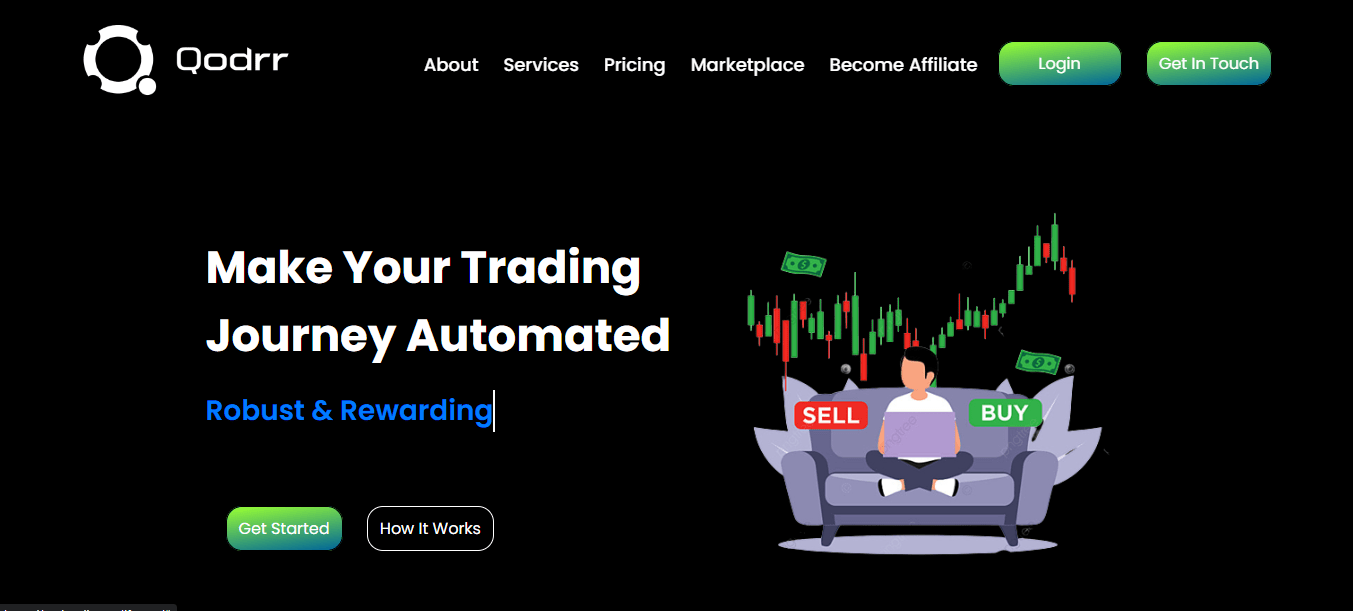 Qodrr
About
Services
Pricing
Marketplace
Become Affiliate
Login
Get In Touch
Make Your Trading
Journey Automated
Robust & Rewarding
SELL
BUY
Get Started
How It Works